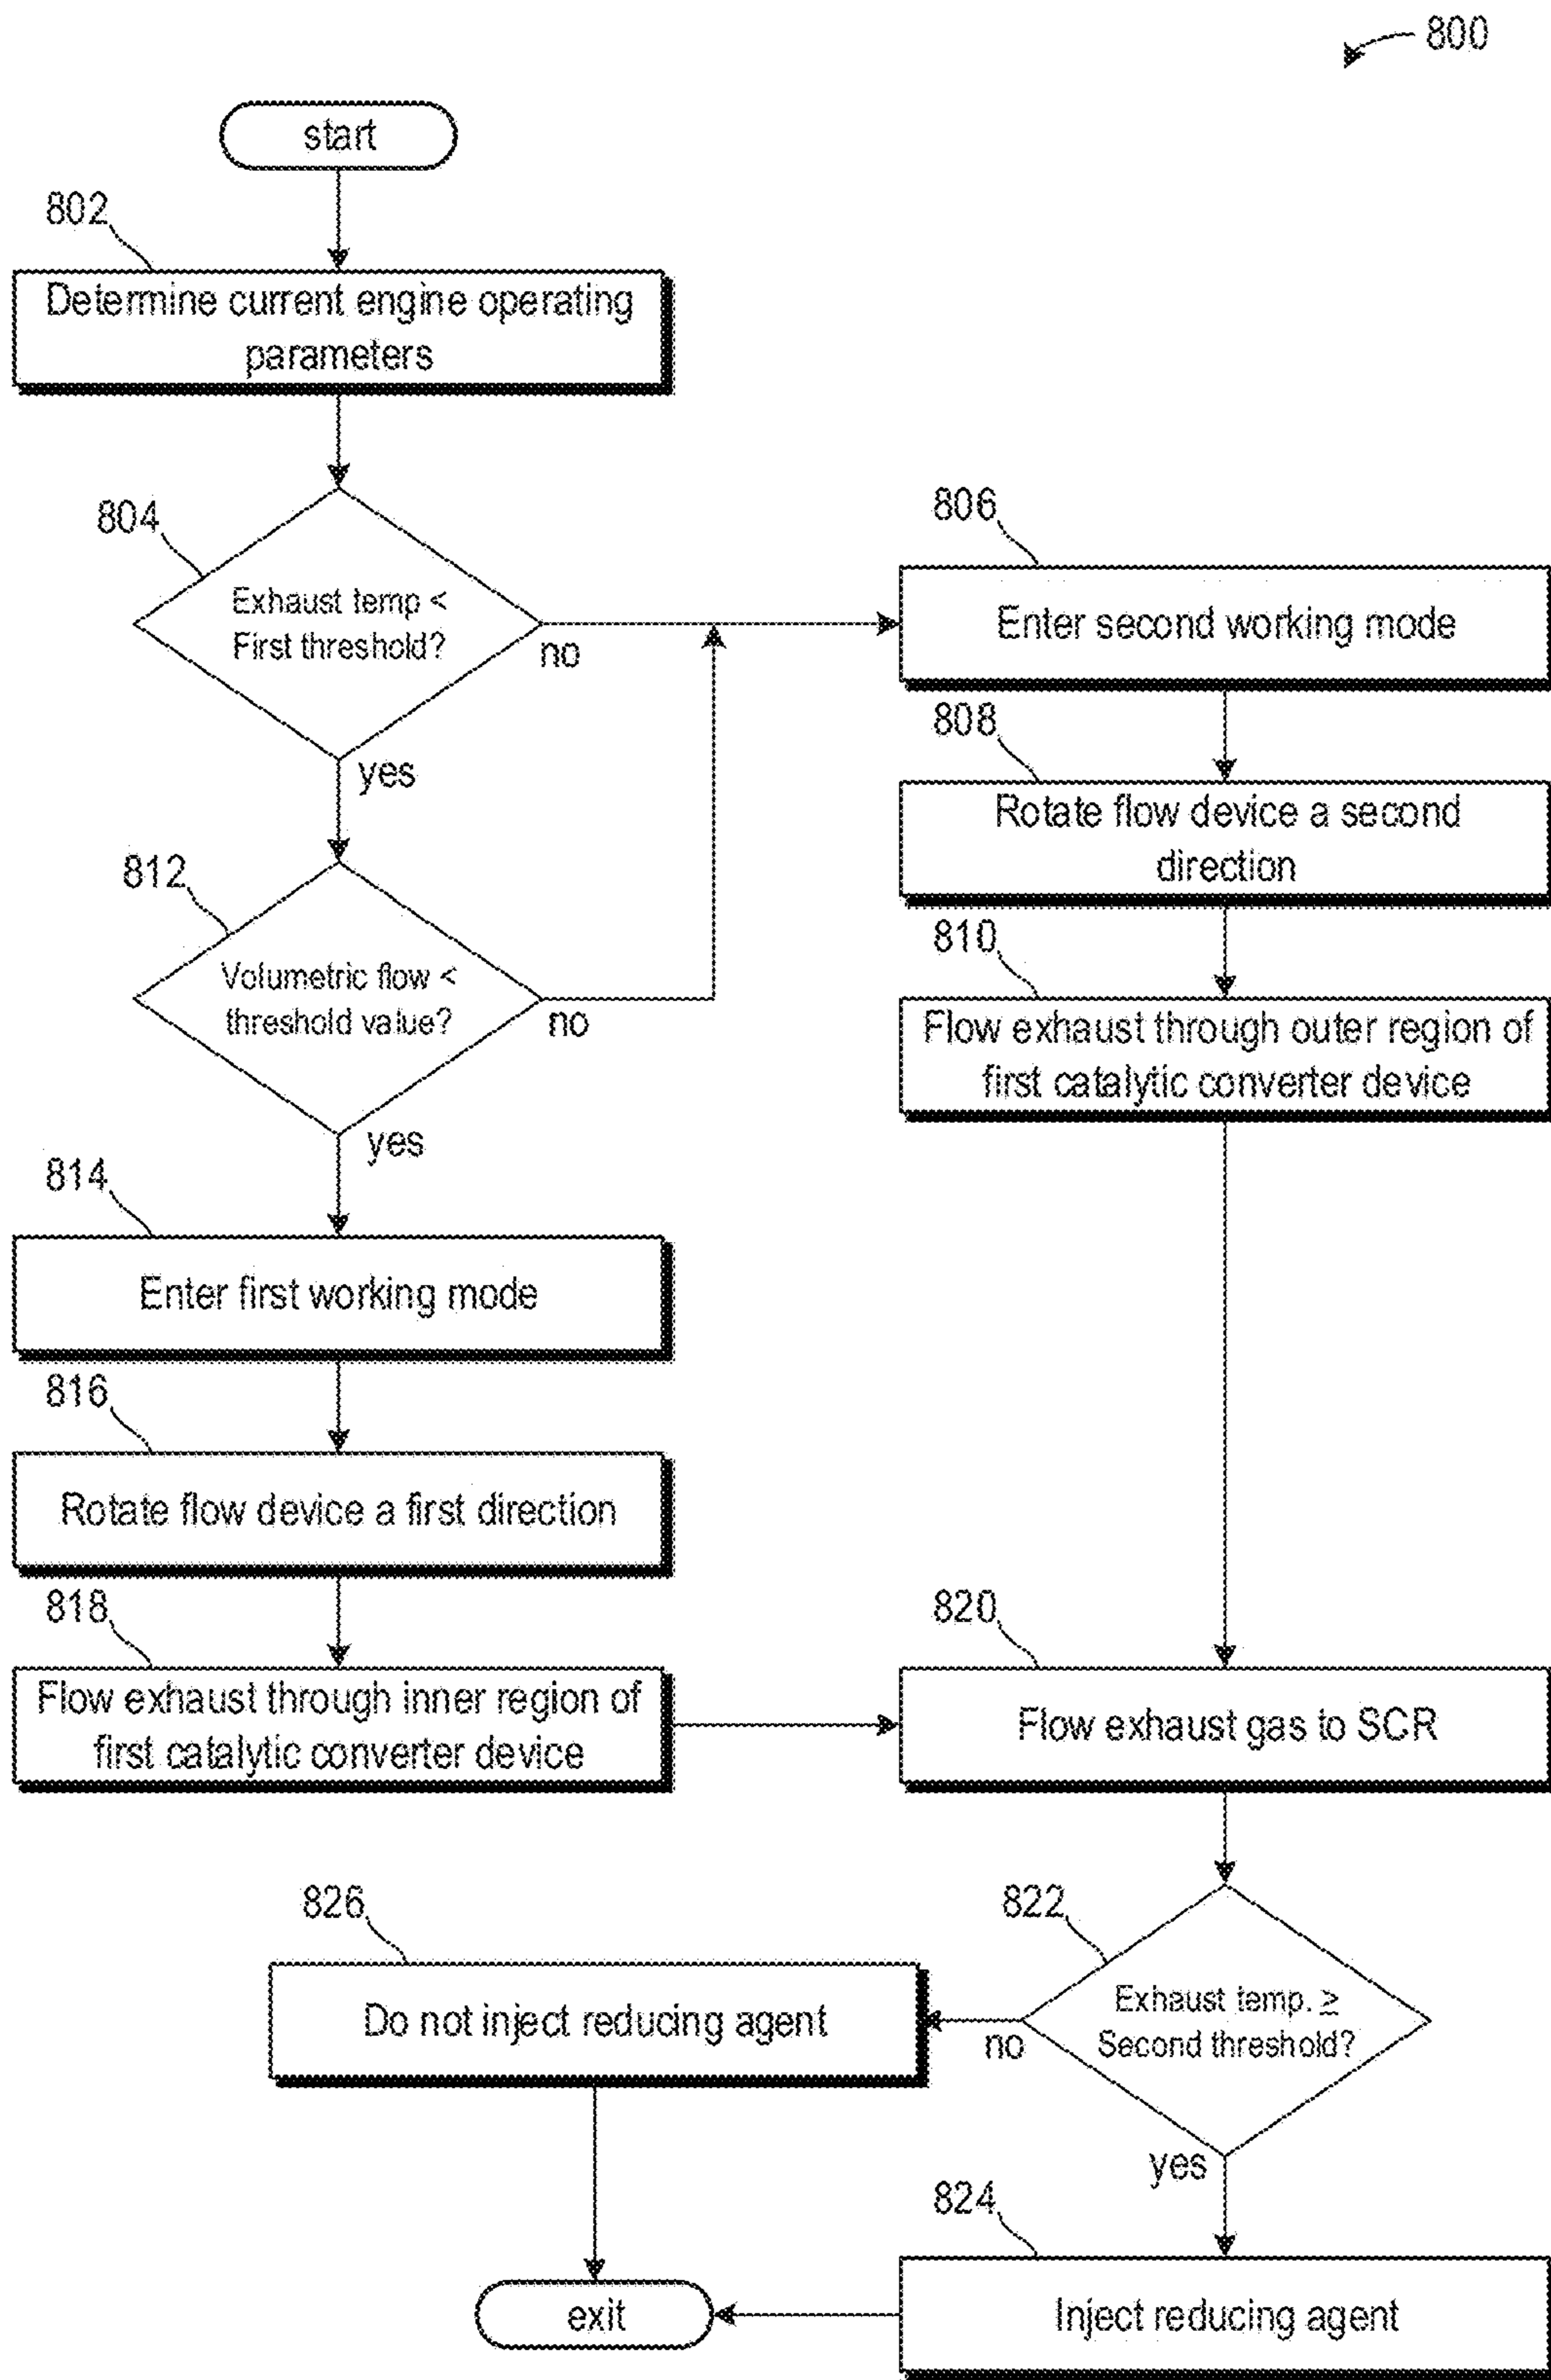 800
start
802
Determine current engine operating
parameters
804
Exhaust temp <
First threshold?
no
yes
806
Enter second working mode
808
Rotate flow device a second
direction
810
Flow exhaust through outer region of
first catalytic converter device
812
Volumetric flow <
threshold value?
no
yes
814
Enter first working mode
816
Rotate flow device a first direction
818
Flow exhaust through inner region of
first catalytic converter device
820
Flow exhaust gas to SCR
822
Exhaust temp. ≥
Second threshold?
no
yes
826
Do not inject reducing agent
824
Inject reducing agent
exit